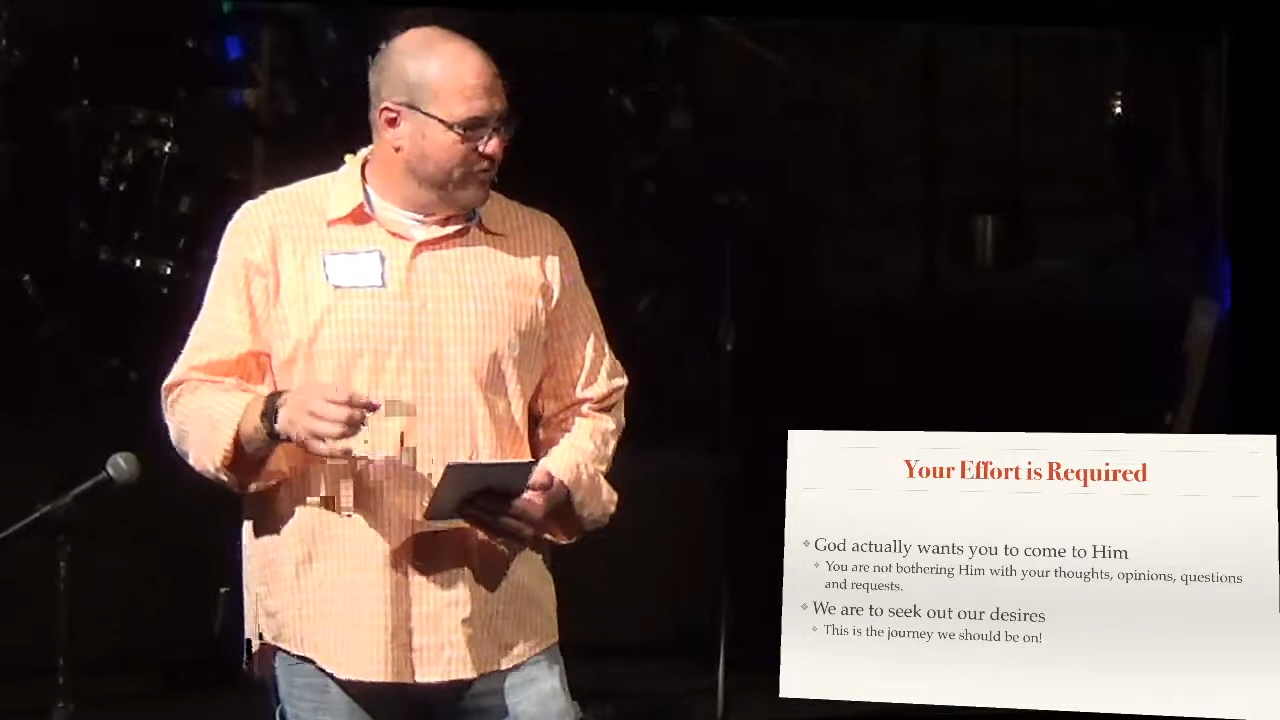 Your Effort is Required
God actually wants you to come to Him
You are not bothering Him with your thoughts, opinions, questions
and requests.
We are to seek out our desires
This is the journey we should be on!